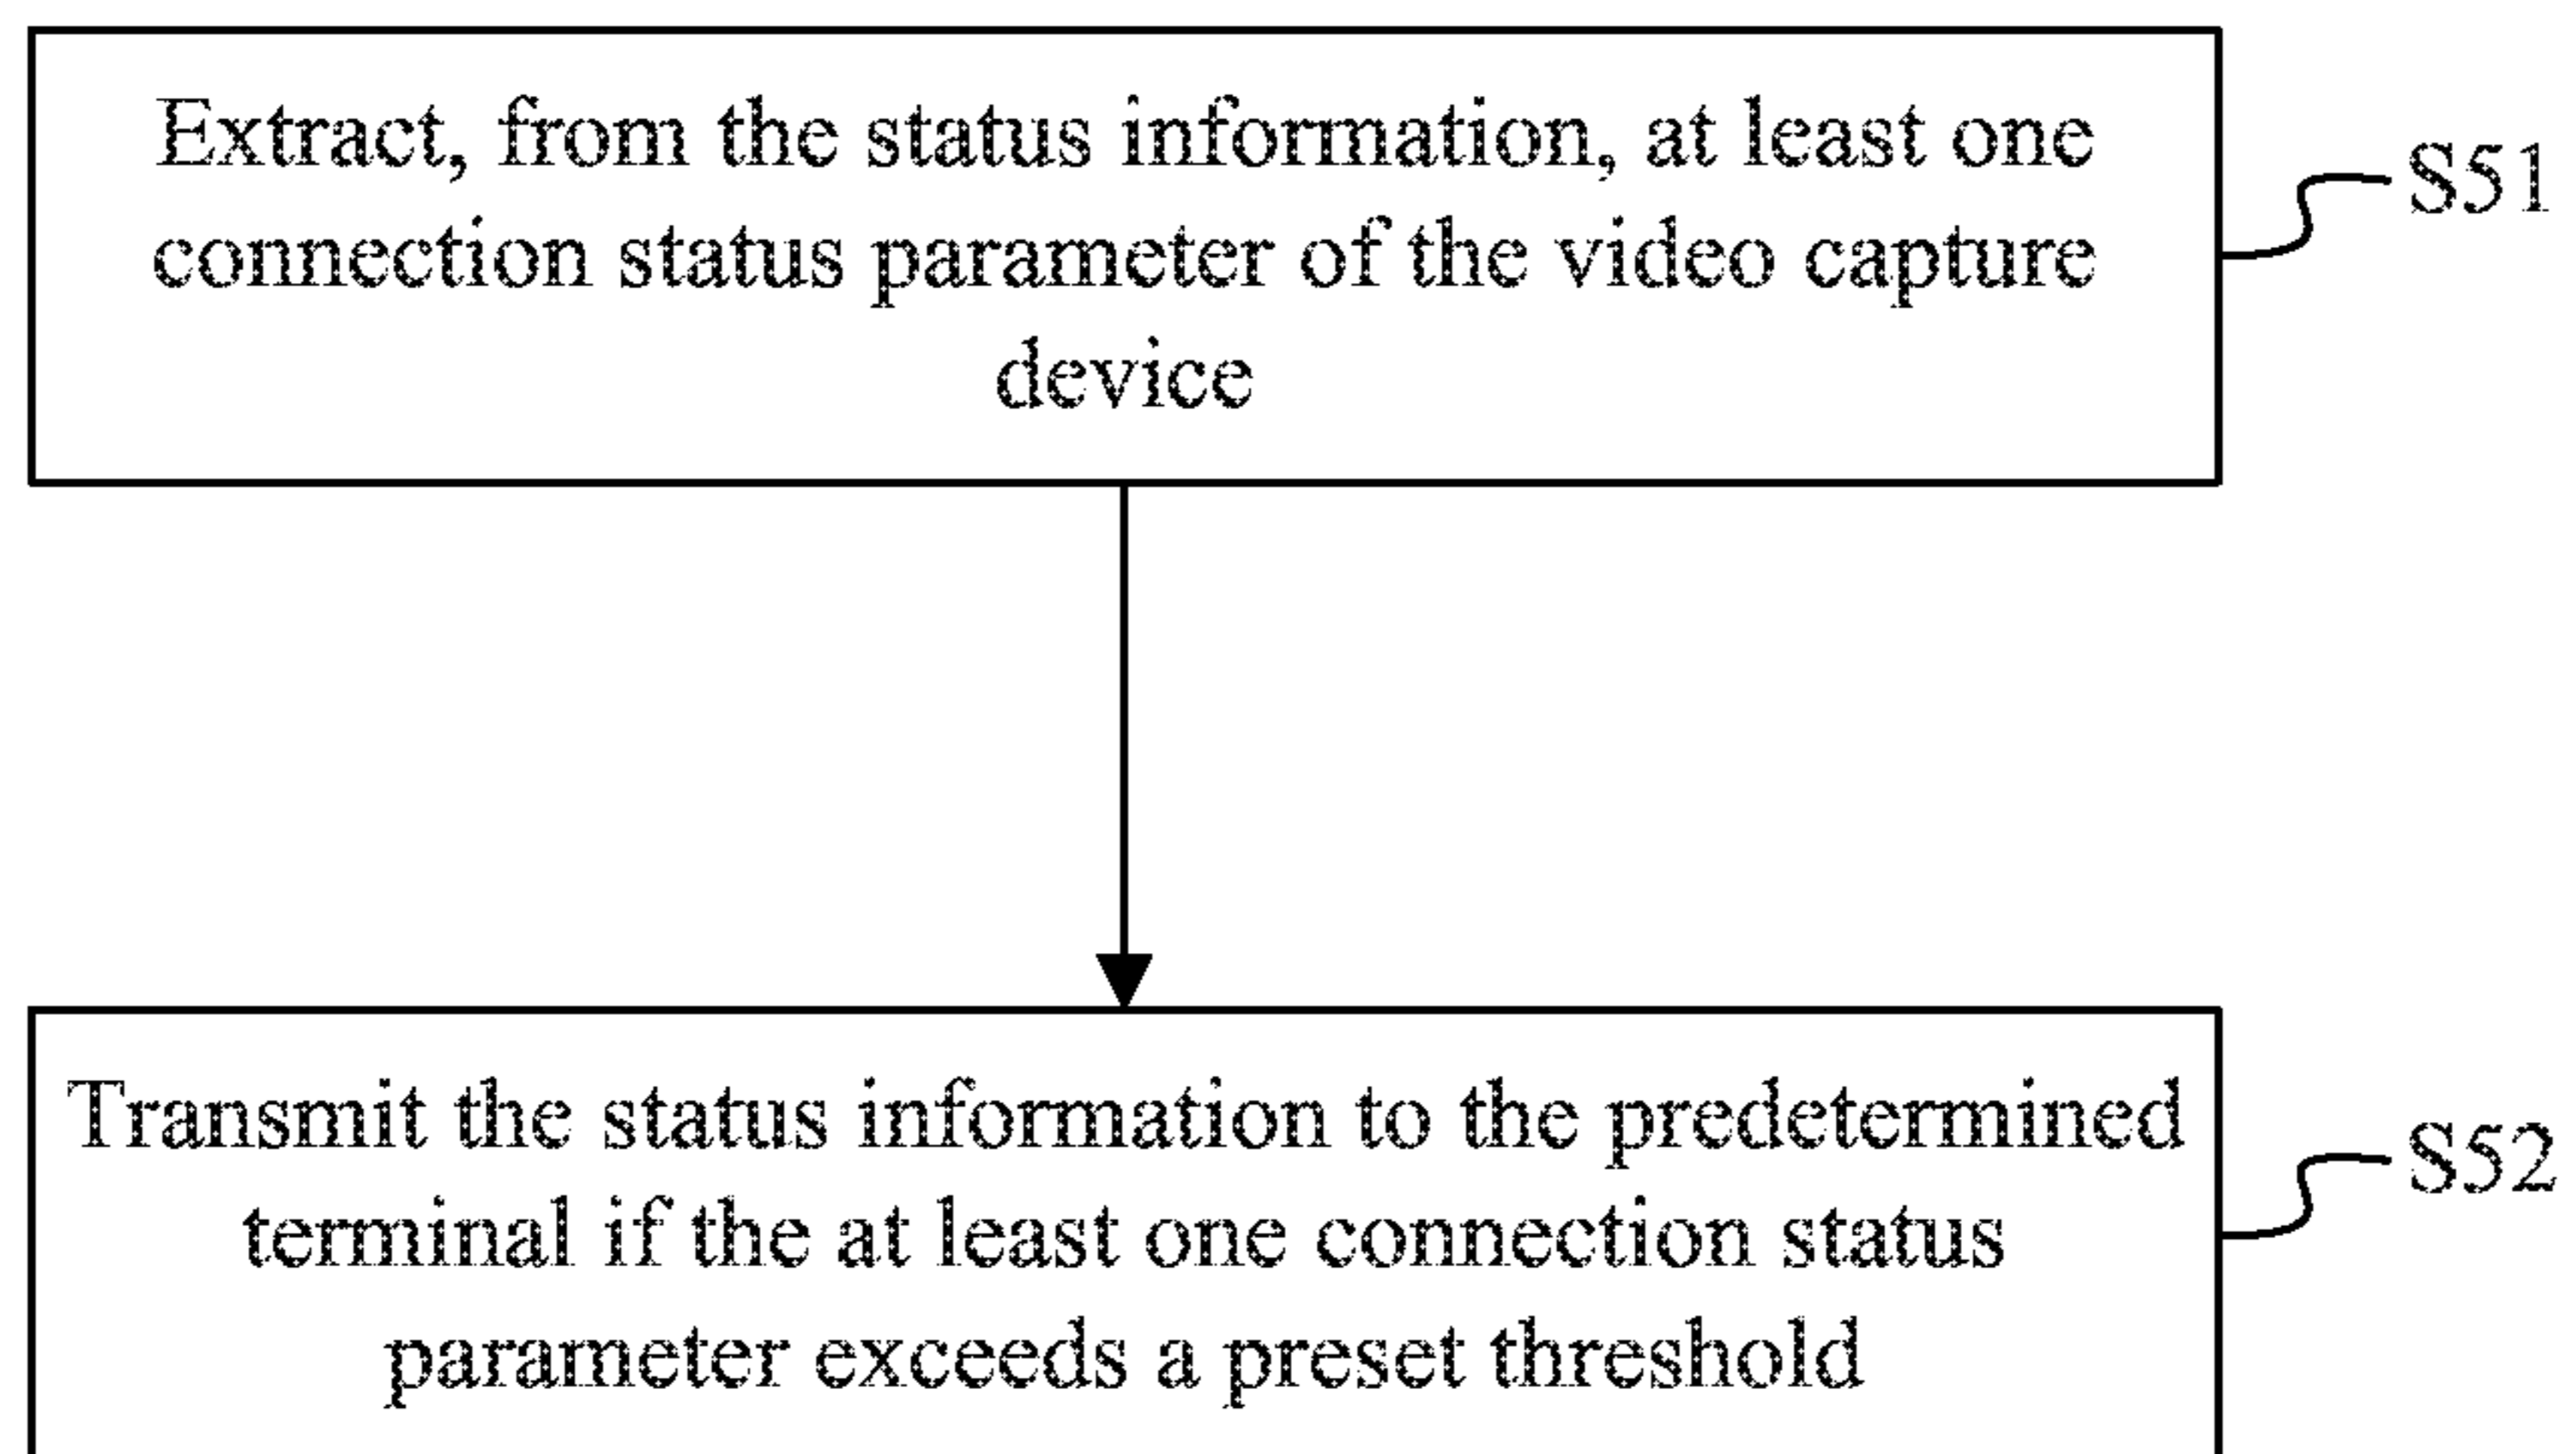 Extract, from the status information, at least one
connection status parameter of the video capture
device
S51
Transmit the status information to the predetermined
terminal if the at least one connection status
parameter exceeds a preset threshold
S52